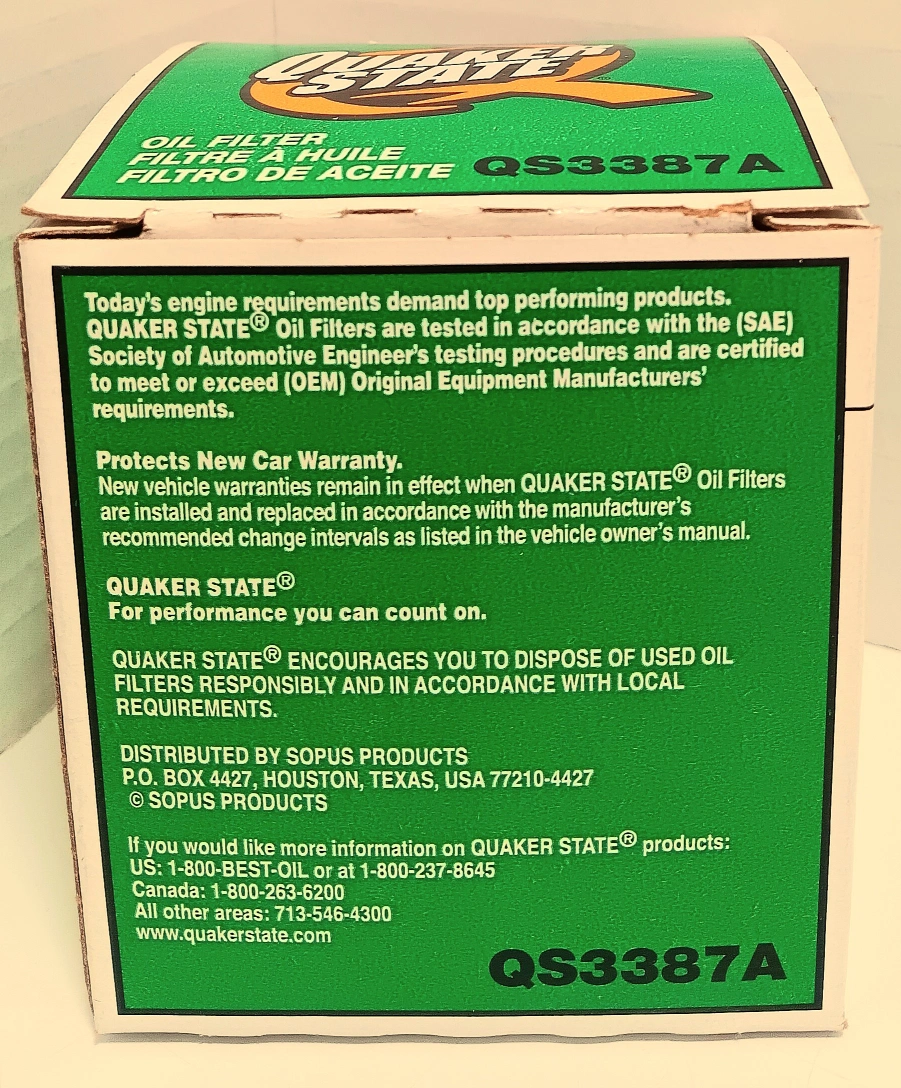 QUAKER
STATE®
OIL FILTER
FILTRE À HUILE
FILTRO DE ACEITE
QS3387A
Today's engine requirements demand top performing products.
QUAKER STATE® Oil Filters are tested in accordance with the (SAE)
Society of Automotive Engineer's testing procedures and are certified
to meet or exceed (OEM) Original Equipment Manufacturers'
requirements.
Protects New Car Warranty.
New vehicle warranties remain in effect when QUAKER STATE® Oil Filters
are installed and replaced in accordance with the manufacturer's
recommended change intervals as listed in the vehicle owner's manual.
QUAKER STATE®
For performance you can count on.
QUAKER STATE® ENCOURAGES YOU TO DISPOSE OF USED OIL
FILTERS RESPONSIBLY AND IN ACCORDANCE WITH LOCAL
REQUIREMENTS.
DISTRIBUTED BY SOPUS PRODUCTS
P.O. BOX 4427, HOUSTON, TEXAS, USA 77210-4427
© SOPUS PRODUCTS
If you would like more information on QUAKER STATE® products:
US: 1-800-BEST-OIL or at 1-800-237-8645
Canada: 1-800-263-6200
All other areas: 713-546-4300
www.quakerstate.com
QS3387A